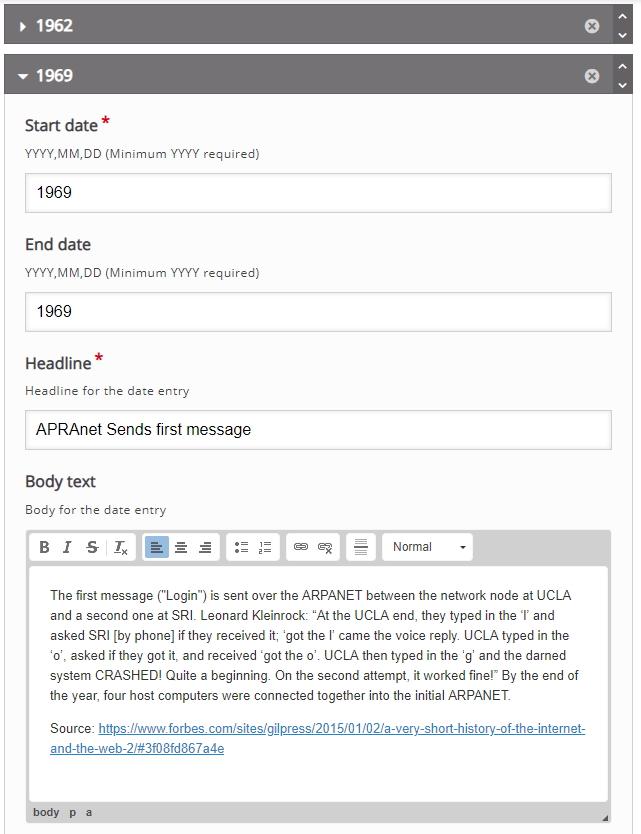 1962
1969
Start date *
YYYY,MM,DD (Minimum YYYY required)
1969
End date
YYYY,MM,DD (Minimum YYYY required)
1969
Headline *
Headline for the date entry
APRAnet Sends first message
Body text
Body for the date entry
B I S Tx Normal
The first message ("Login") is sent over the ARPANET between the network node at UCLA
and a second one at SRI. Leonard Kleinrock: “At the UCLA end, they typed in the ‘l’ and
asked SRI [by phone] if they received it; ‘got the l’ came the voice reply. UCLA typed in the
‘o’, asked if they got it, and received ‘got the o’. UCLA then typed in the ‘g’ and the darned
system CRASHED! Quite a beginning. On the second attempt, it worked fine!” By the end of
the year, four host computers were connected together into the initial ARPANET.
Source: https://www.forbes.com/sites/gilpress/2015/01/02/a-very-short-history-of-the-internet-
and-the-web-2/#3f08fd867a4e
body p a